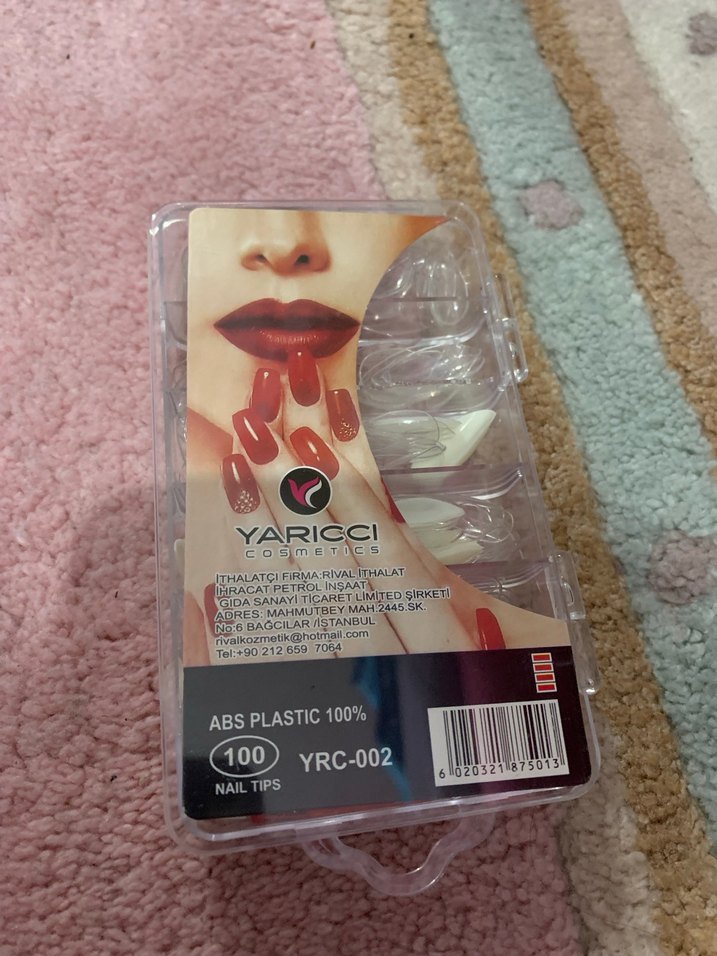 YARICCI
COSMETICS
İTHALATÇI FiRMA:RİVAL İTHALAT
İHRACAT PETROL İNŞAAT
GIDA SANAYİ TİCARET LİMİTED ŞİRKETİ
ADRES: MAHMUTBEY MAH.2445.SK.
No:6 BAĞCILAR /İSTANBUL
rivalkozmetik@hotmail.com
Tel:+90 212 659 7064
ABS PLASTIC 100%
100 YRC-002
NAIL TIPS
6 020321 875013